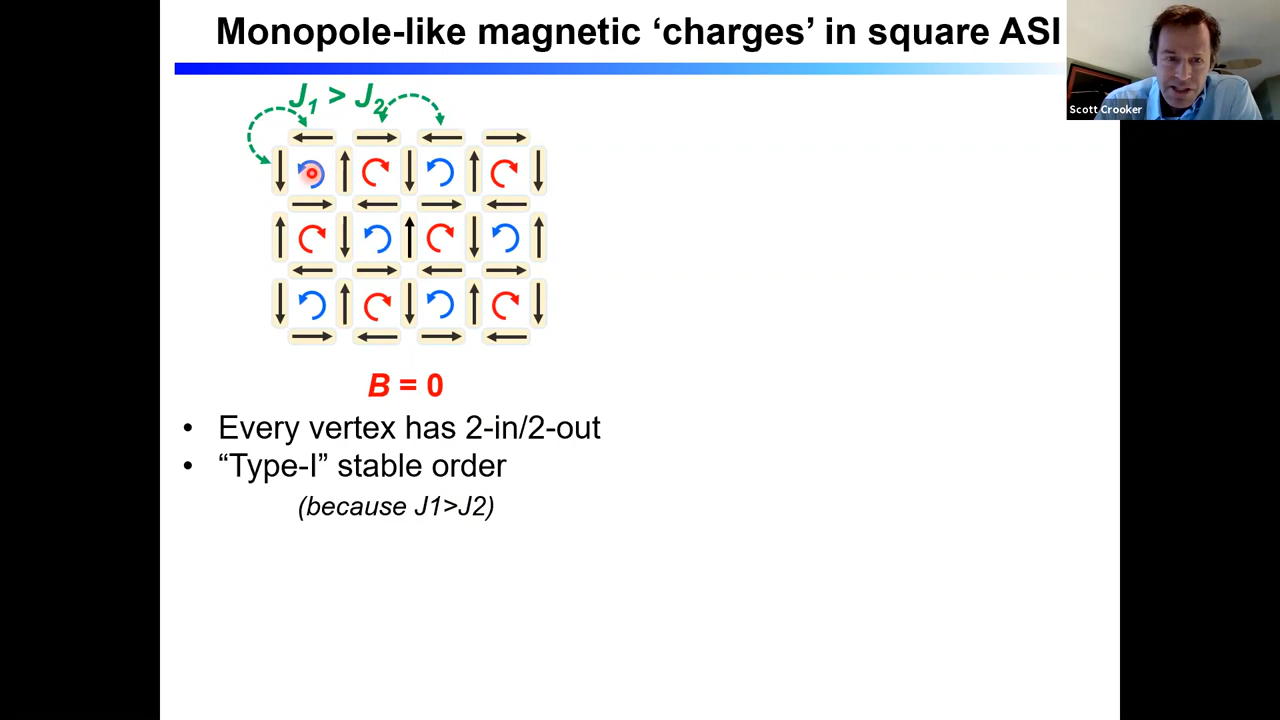 Monopole-like magnetic ‘charges’ in square ASI
Scott Crooker
J1 > J2
B = 0
• Every vertex has 2-in/2-out
• “Type-I” stable order
(because J1>J2)